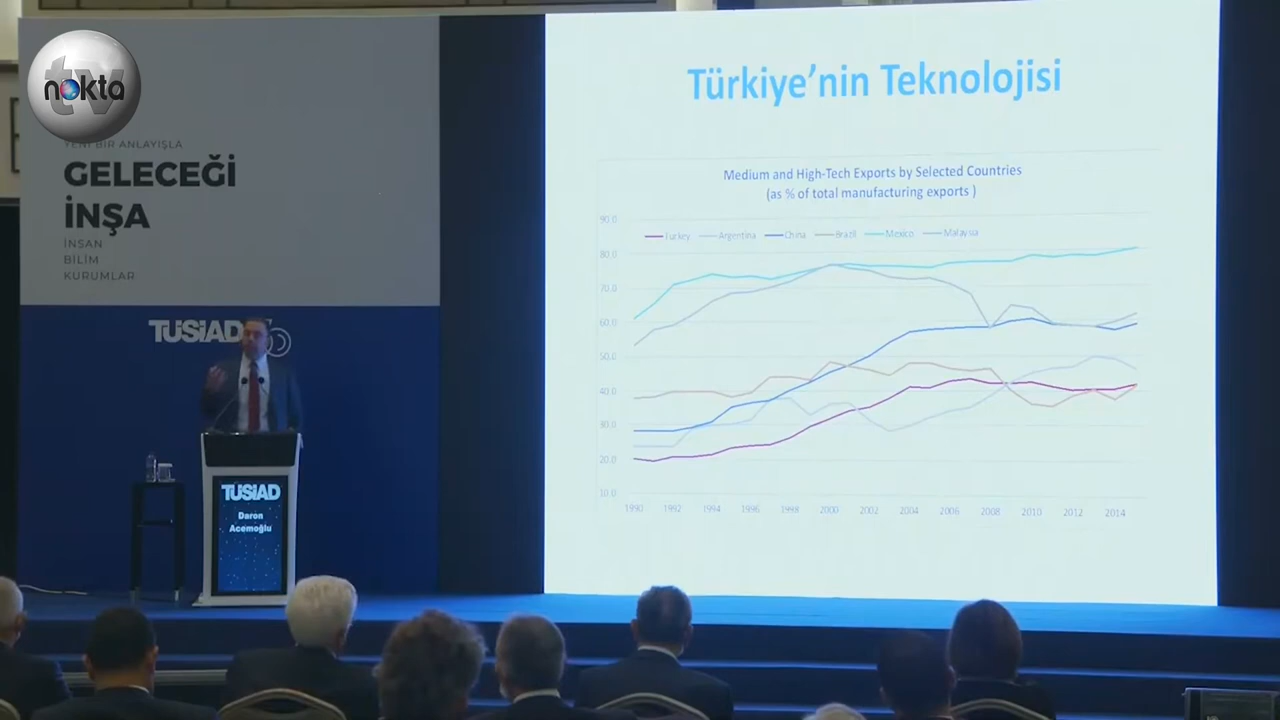 tv
nokta
YENİ BİR ANLAYIŞLA
GELECEĞİ
İNŞA
İNSAN
BİLİM
KURUMLAR
TÜSİAD
TÜSİAD
Daron
Acemoğlu
Türkiye'nin Teknolojisi
Medium and High-Tech Exports by Selected Countries
(as % of total manufacturing exports )
Turkey Argentina China Brazil Mexico Malaysia
90.0
80.0
70.0
60.0
50.0
40.0
30.0
20.0
10.0
1990 1992 1994 1996 1998 2000 2002 2004 2006 2008 2010 2012 2014